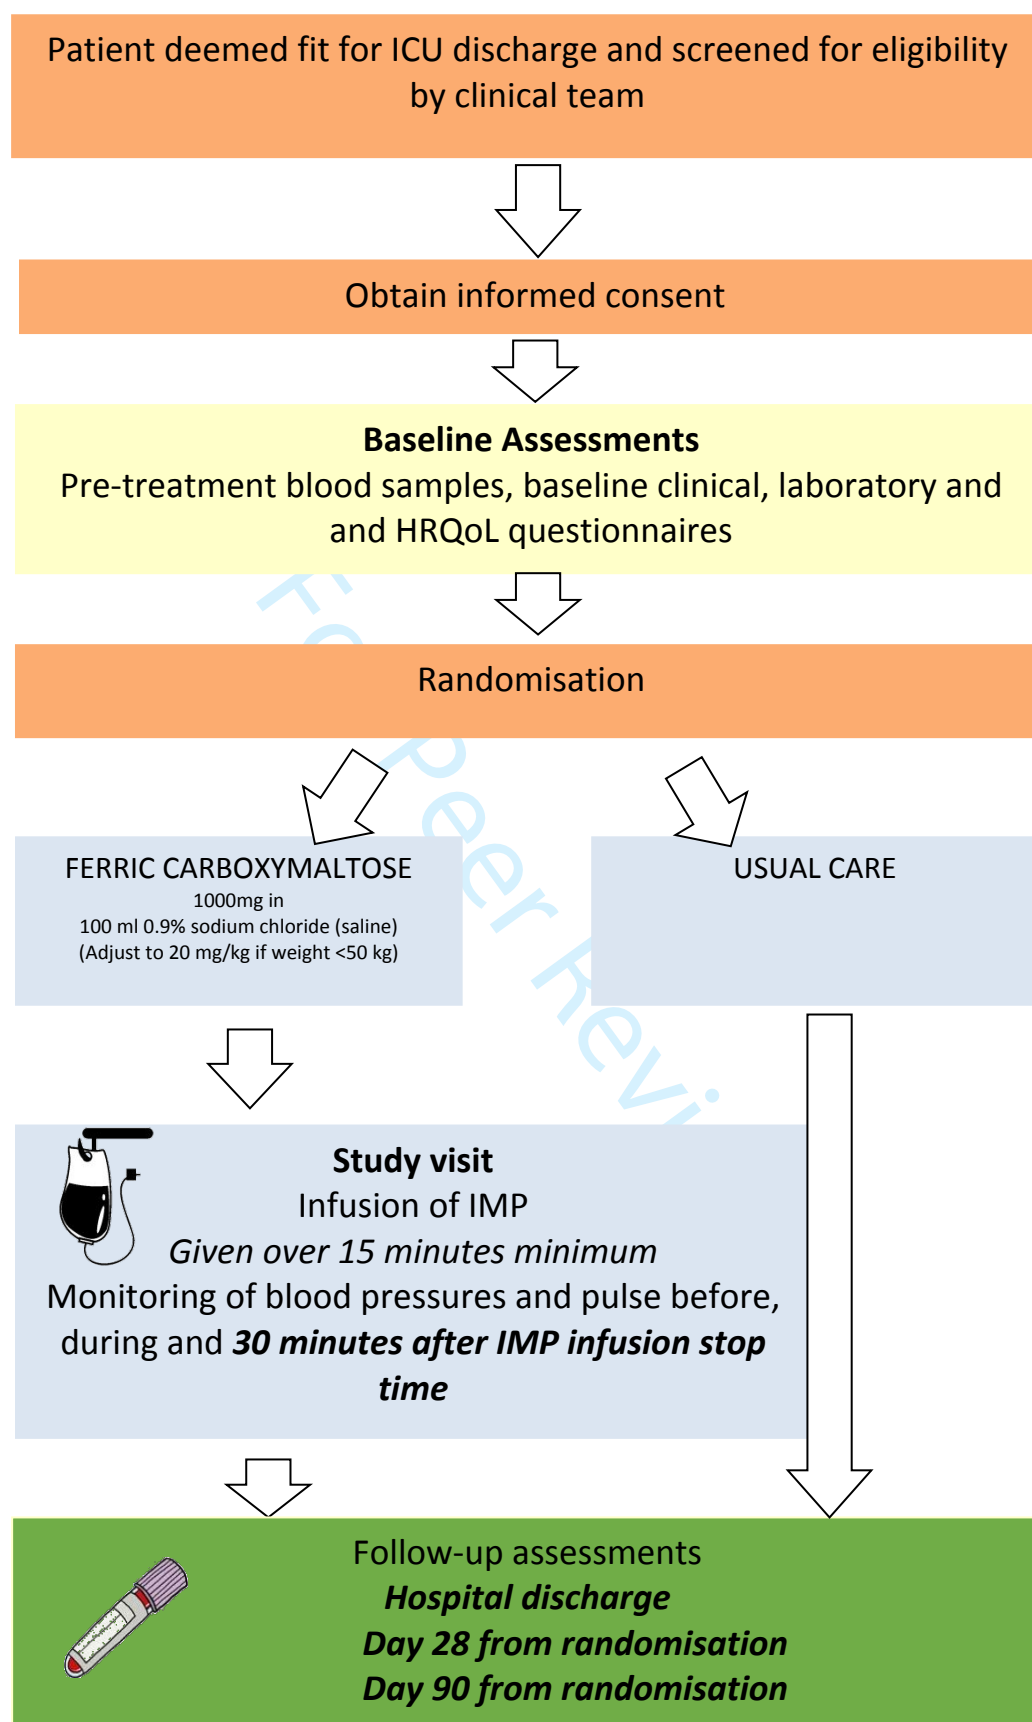 Patient deemed fit for ICU discharge and screened for eligibility
by clinical team
Obtain informed consent
Baseline Assessments
Pre-treatment blood samples, baseline clinical, laboratory and
and HRQoL questionnaires
Randomisation
FERRIC CARBOXYMALTOSE
1000mg in
100 ml 0.9% sodium chloride (saline)
(Adjust to 20 mg/kg if weight <50 kg)
USUAL CARE
Study visit
Infusion of IMP
Given over 15 minutes minimum
Monitoring of blood pressures and pulse before,
during and 30 minutes after IMP infusion stop
time
Follow-up assessments
Hospital discharge
Day 28 from randomisation
Day 90 from randomisation
Peer Revi